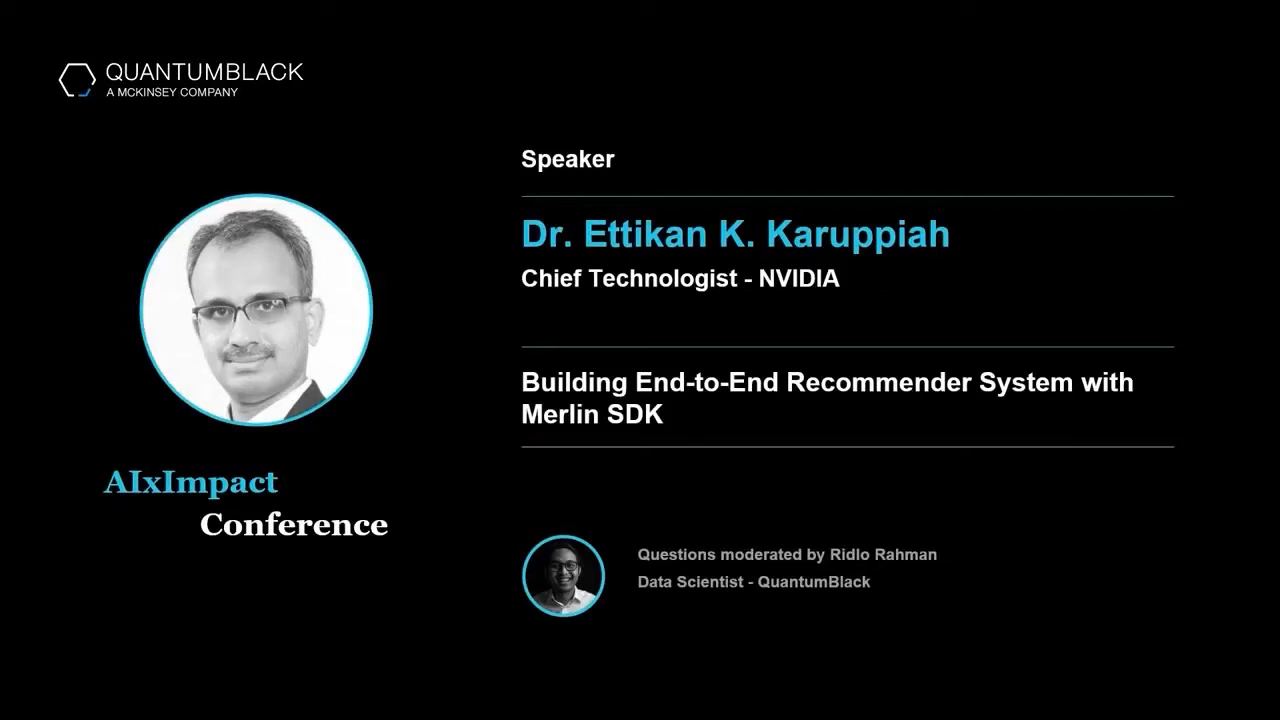 QUANTUMBLACK
A MCKINSEY COMPANY
Speaker
Dr. Ettikan K. Karuppiah
Chief Technologist - NVIDIA
Building End-to-End Recommender System with
Merlin SDK
AIxImpact
Conference
Questions moderated by Ridlo Rahman
Data Scientist - QuantumBlack